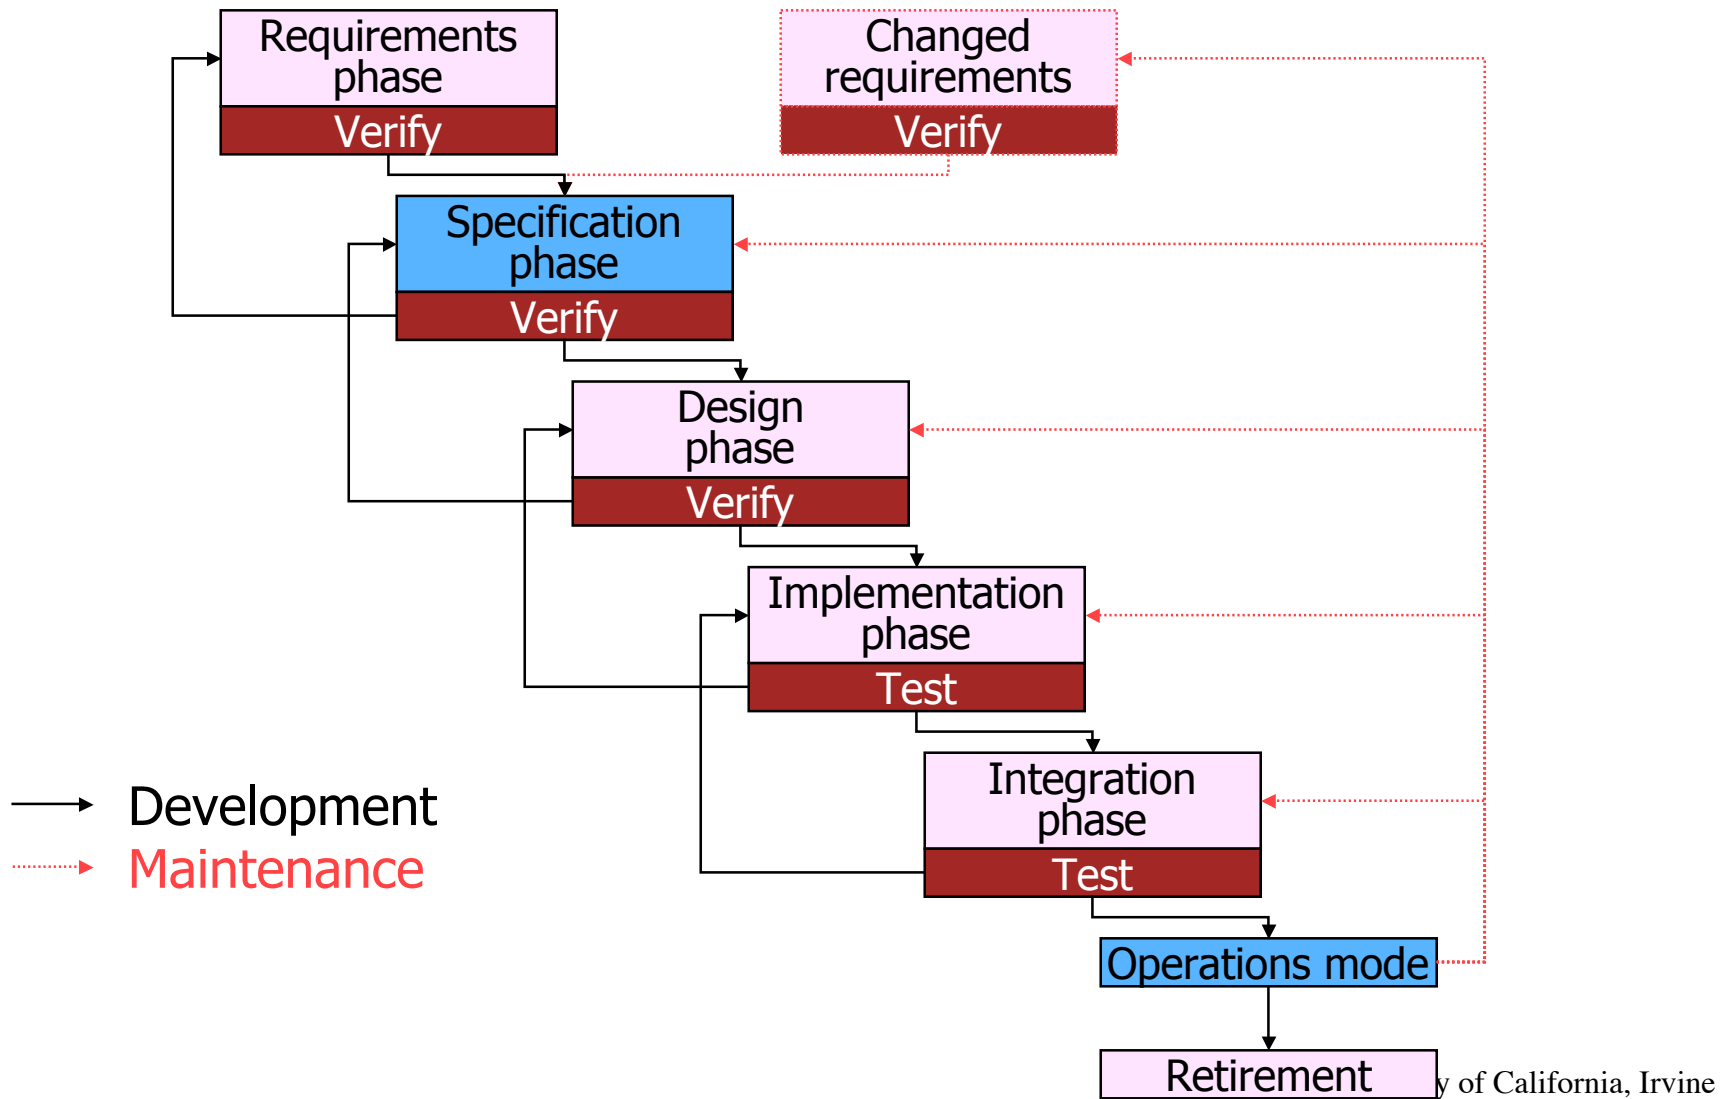 Requirements
phase
Verify
Changed
requirements
Verify
Specification
phase
Verify
Design
phase
Verify
Implementation
phase
Test
Integration
phase
Test
Development
Maintenance
Operations mode
Retirement
of California, Irvine